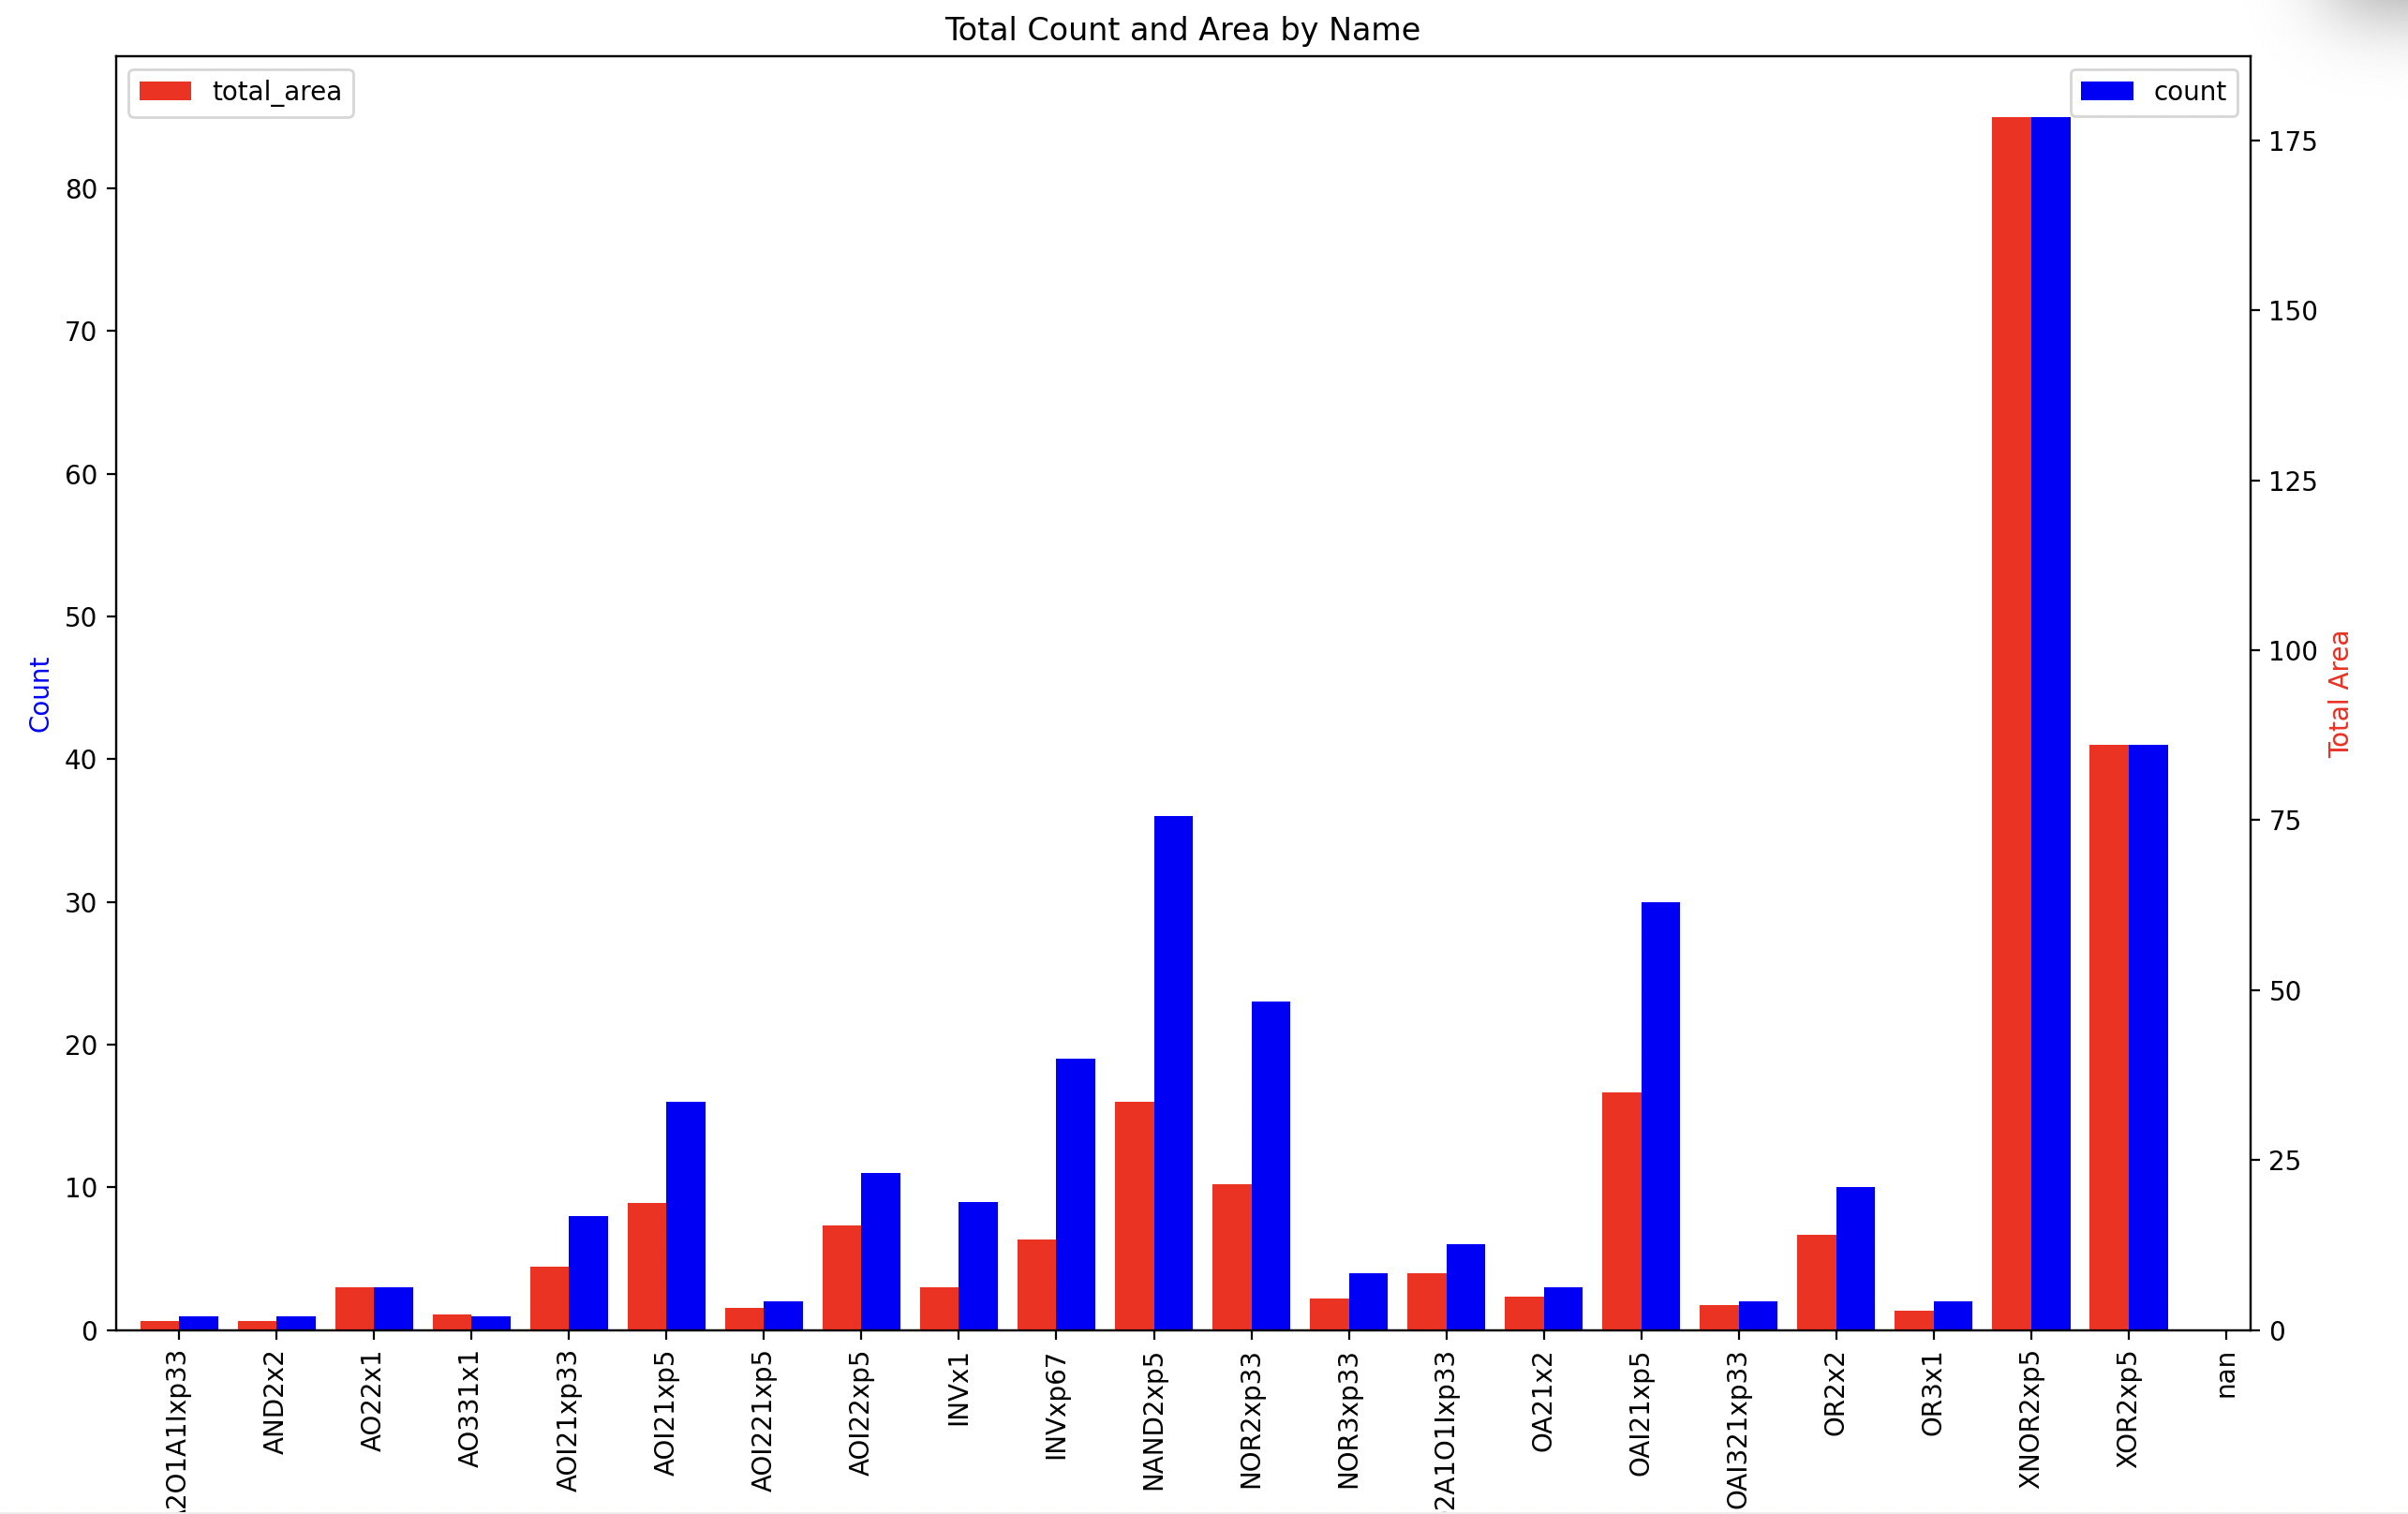 Total Count and Area by Name
total_area
count
80
70
60
50
40
30
20
10
0
Count
175
150
125
100
75
50
25
0
Total Area
2O1A1Ixp33
AND2x2
AO22x1
AO331x1
AOI21xp33
AOI21xp5
AOI221xp5
AOI22xp5
INVx1
INVxp67
NAND2xp5
NOR2xp33
NOR3xp33
2A1O1Ixp33
OA21x2
OAI21xp5
OAI321xp33
OR2x2
OR3x1
XNOR2xp5
XOR2xp5
nan